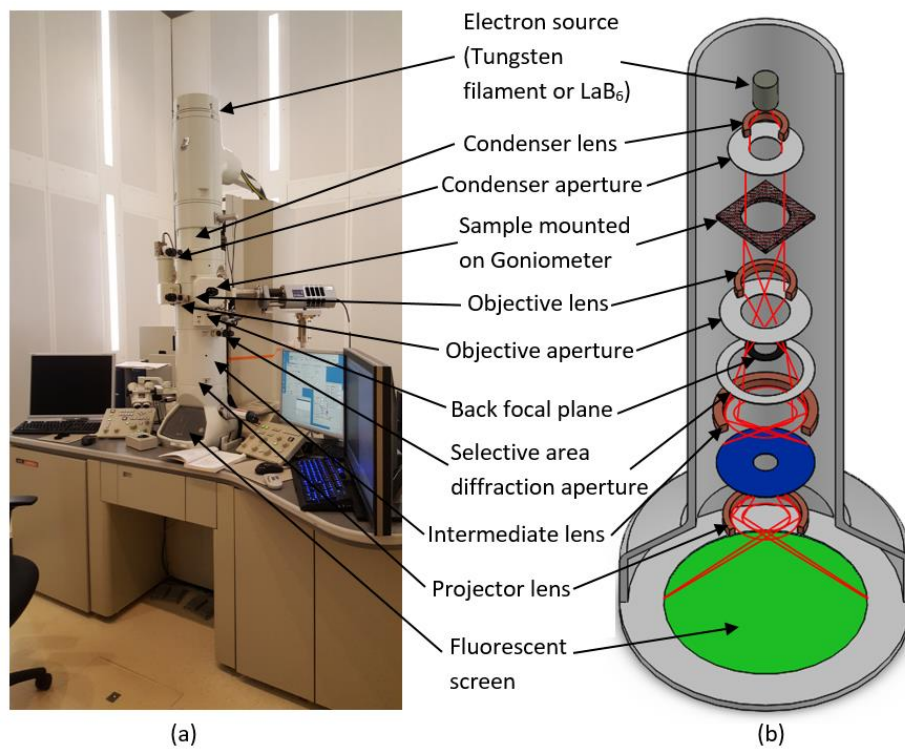 Electron source
(Tungsten
filament or LaB₆)
Condenser lens
Condenser aperture
Sample mounted
on Goniometer
Objective lens
Objective aperture
Back focal plane
Selective area
diffraction aperture
Intermediate lens
Projector lens
Fluorescent
screen
(a)
(b)